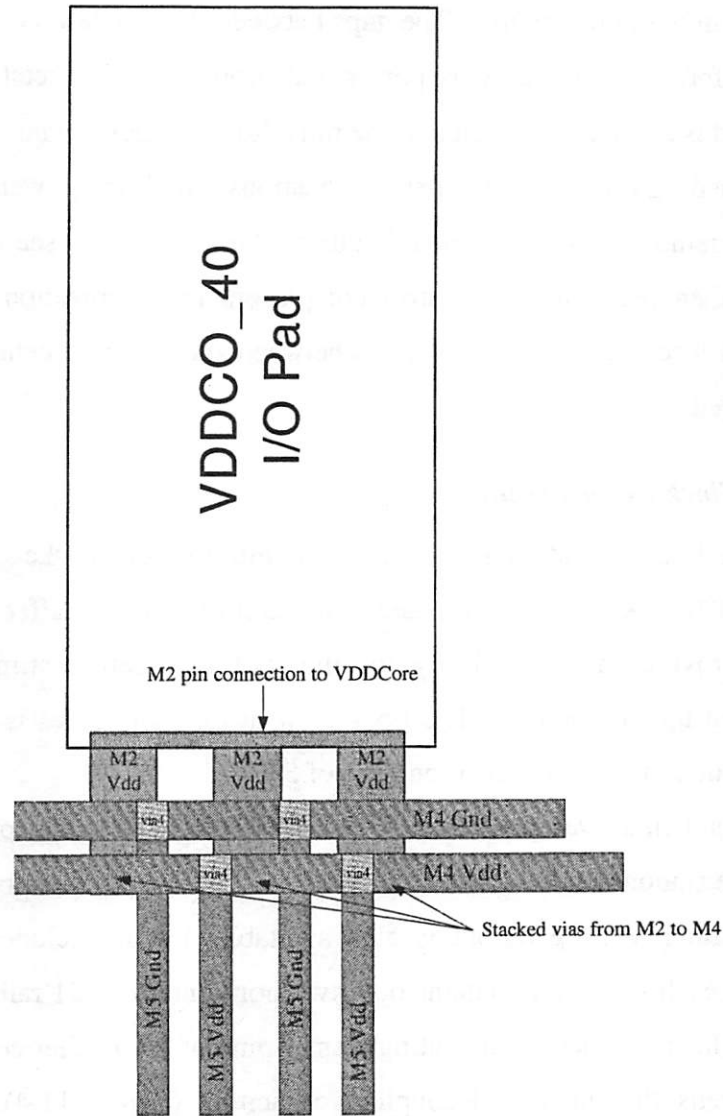 VDDCO_40
I/O Pad
M2 pin connection to VDDCore
M2
Vdd
M2
Vdd
M2
Vdd
via4
via4
M4 Gnd
via4
via4
M4 Vdd
Stacked vias from M2 to M4
M5 Gnd
M5 Vdd
M5 Gnd
M5 Vdd